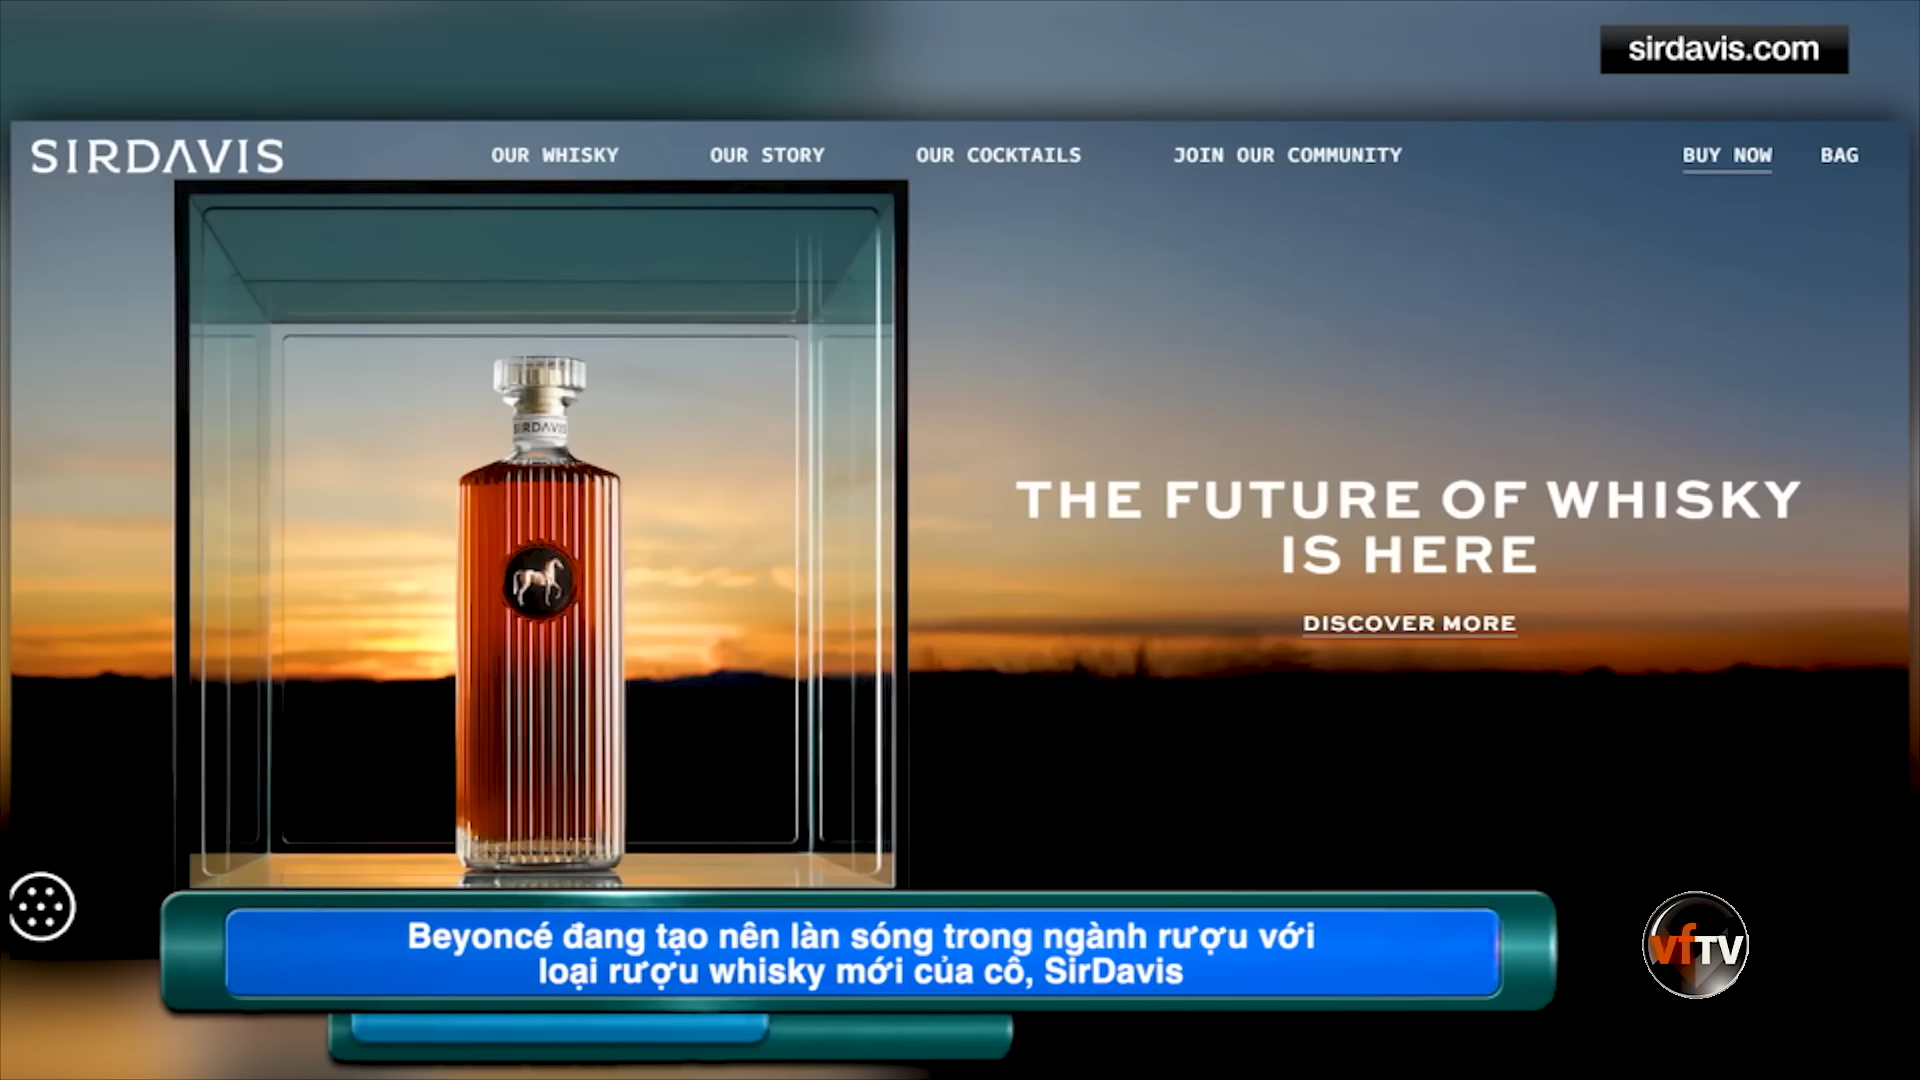 sirdavis.com
SIRDAVIS
OUR WHISKY
OUR STORY
OUR COCKTAILS
JOIN OUR COMMUNITY
BUY NOW
BAG
SIRDAVIS
THE FUTURE OF WHISKY
IS HERE
DISCOVER MORE
Beyoncé đang tạo nên làn sóng trong ngành rượu với
loại rượu whisky mới của cô, SirDavis
vfTV